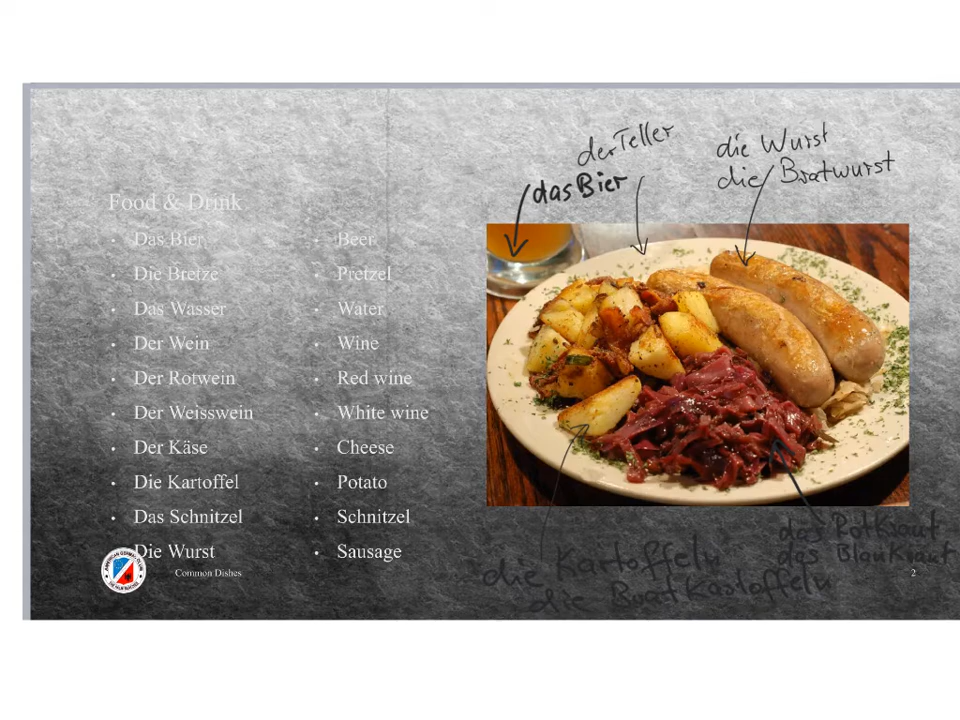 Food & Drink
Das Bier
Die Bretze
Das Wasser
Der Wein
Der Rotwein
Der Weisswein
Der Käse
Die Kartoffel
Das Schnitzel
Die Wurst
Beer
Pretzel
Water
Wine
Red wine
White wine
Cheese
Potato
Schnitzel
Sausage
der Teller
das Bier
die Wurst
die Bratwurst
die Kartoffeln
die Bratkartoffeln
das Rotkraut
das Blaukraut
Common Dishes
2